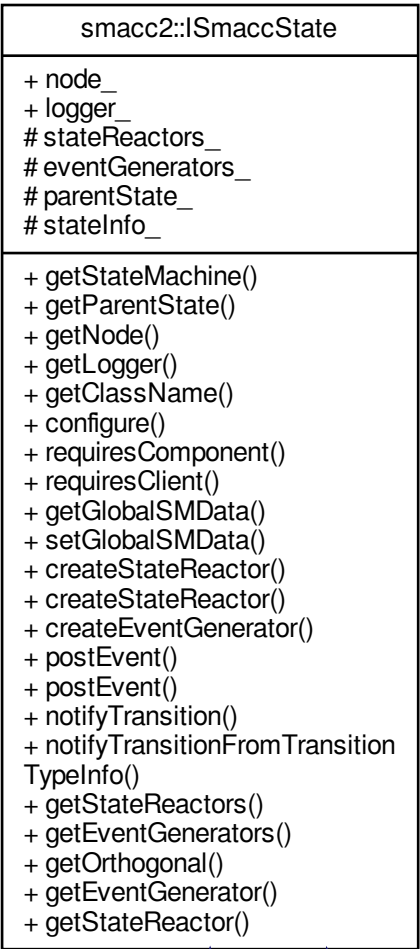 smacc2::ISmaccState
+ node_
+ logger_
# stateReactors_
# eventGenerators_
# parentState_
# stateInfo_
+ getStateMachine()
+ getParentState()
+ getNode()
+ getLogger()
+ getClassName()
+ configure()
+ requiresComponent()
+ requiresClient()
+ getGlobalSMData()
+ setGlobalSMData()
+ createStateReactor()
+ createStateReactor()
+ createEventGenerator()
+ postEvent()
+ postEvent()
+ notifyTransition()
+ notifyTransitionFromTransition
TypeInfo()
+ getStateReactors()
+ getEventGenerators()
+ getOrthogonal()
+ getEventGenerator()
+ getStateReactor()